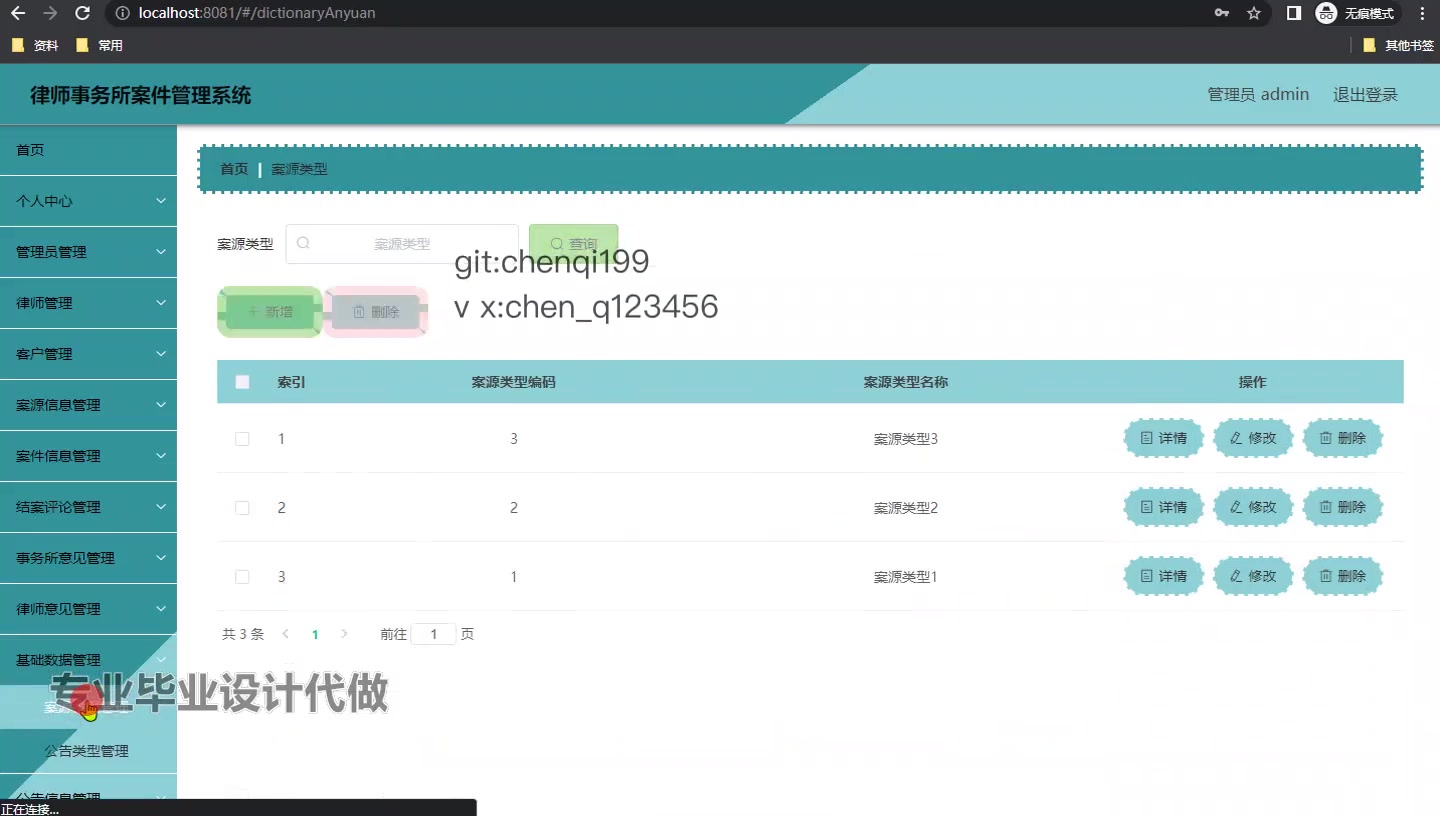 localhost:8081/#/dictionaryAnyuan
无痕模式
资料
常用
其他书签
律师事务所案件管理系统
管理员 admin
退出登录
首页
个人中心
管理员管理
律师管理
客户管理
案源信息管理
案件信息管理
结案评论管理
事务所意见管理
律师意见管理
基础数据管理
公告类型管理
公告信息管理
正在连接...
首页
案源类型
案源类型
案源类型
查询
新增
删除
git:chenqi199
v x:chen_q123456
索引 案源类型编码 案源类型名称 操作
1 3 案源类型3 详情 修改 删除
2 2 案源类型2 详情 修改 删除
3 1 案源类型1 详情 修改 删除
共 3 条 1 前往 1 页
专业毕业设计代做